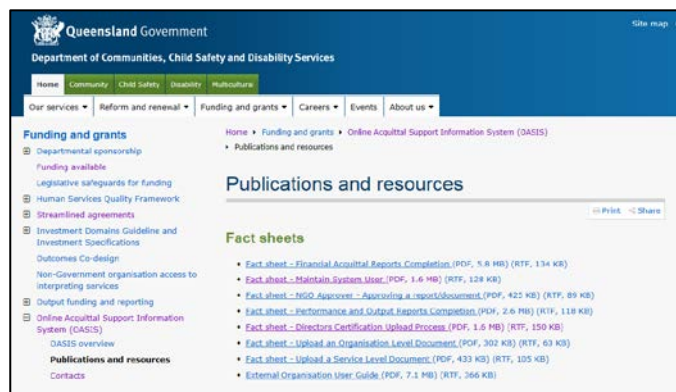 Queensland Government
Site map
Department of Communities, Child Safety and Disability Services
Home Community Child Safety Disability Multicultural
Our services Reform and renewal Funding and grants Careers Events About us
Funding and grants
Departmental sponsorship
Funding available
Legislative safeguards for funding
Human Services Quality Framework
Streamlined agreements
Investment Domains Guideline and
Investment Specifications
Outcomes Co-design
Non-Government organisation access to
interpreting services
Output funding and reporting
Online Acquittal Support Information
System (OASIS)
OASIS overview
Publications and resources
Contacts
Home Funding and grants Online Acquittal Support Information System (OASIS)
Publications and resources
Publications and resources
Print Share
Fact sheets
Fact sheet - Financial Acquittal Reports Completion (PDF, 5.8 MB) (RTF, 134 KB)
Fact sheet - Maintain System User (PDF, 1.6 MB) (RTF, 128 KB)
Fact sheet - NGO Approver - Approving a report/document (PDF, 425 KB) (RTF, 89 KB)
Fact sheet - Performance and Output Reports Completion (PDF, 2.6 MB) (RTF, 118 KB)
Fact sheet - Directors Certification Upload Process (PDF, 1.6 MB) (RTF, 150 KB)
Fact sheet - Upload an Organisation Level Document (PDF, 302 KB) (RTF, 63 KB)
Fact sheet - Upload a Service Level Document (PDF, 433 KB) (RTF, 105 KB)
External Organisation User Guide (PDF, 7.1 MB) (RTF, 366 KB)